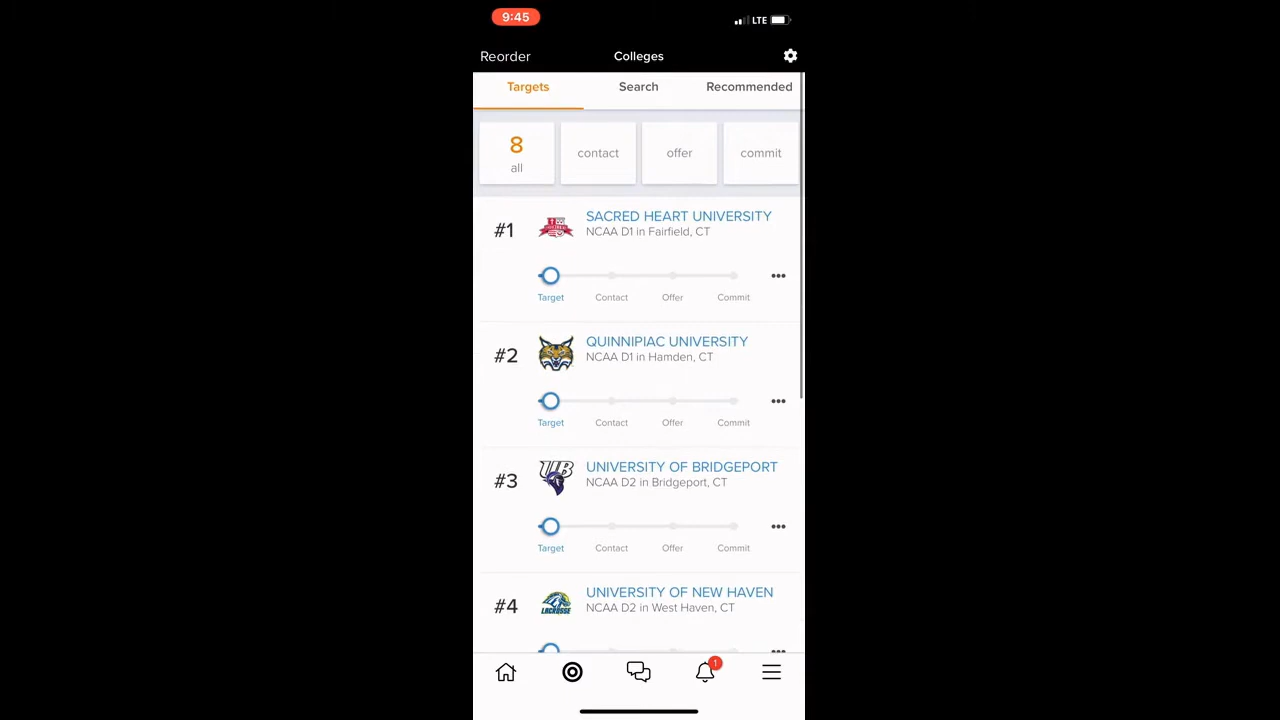 9:45
LTE
Reorder
Colleges
Targets
Search
Recommended
8
all
contact
offer
commit
#1
SACRED HEART UNIVERSITY
NCAA D1 in Fairfield, CT
Target
Contact
Offer
Commit
#2
QUINNIPIAC UNIVERSITY
NCAA D1 in Hamden, CT
Target
Contact
Offer
Commit
#3
UB
UNIVERSITY OF BRIDGEPORT
NCAA D2 in Bridgeport, CT
Target
Contact
Offer
Commit
#4
LACROSSE
UNIVERSITY OF NEW HAVEN
NCAA D2 in West Haven, CT
1